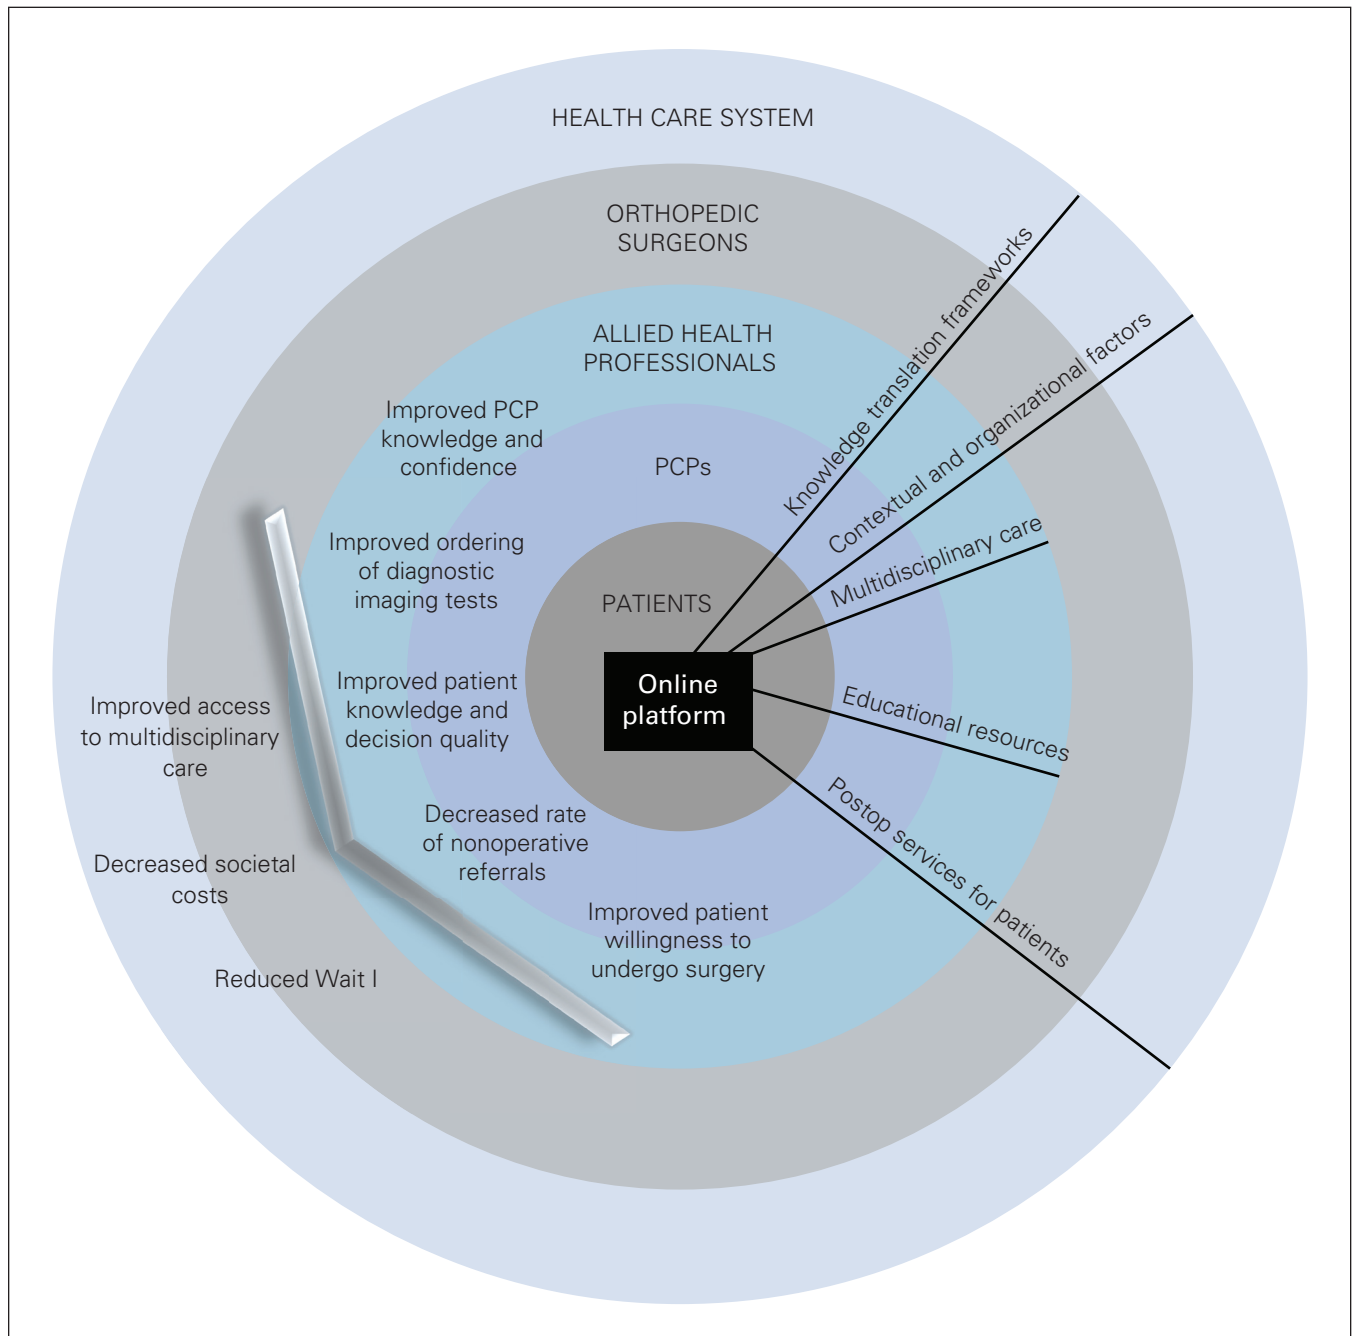 HEALTH CARE SYSTEM
ORTHOPEDIC
SURGEONS
ALLIED HEALTH
PROFESSIONALS
PCPs
PATIENTS
Online
platform
Knowledge translation frameworks
Contextual and organizational factors
Multidisciplinary care
Educational resources
Postop services for patients
Improved PCP
knowledge and
confidence
Improved ordering
of diagnostic
imaging tests
Improved patient
knowledge and
decision quality
Decreased rate
of nonoperative
referrals
Improved patient
willingness to
undergo surgery
Improved access
to multidisciplinary
care
Decreased societal
costs
Reduced Wait I